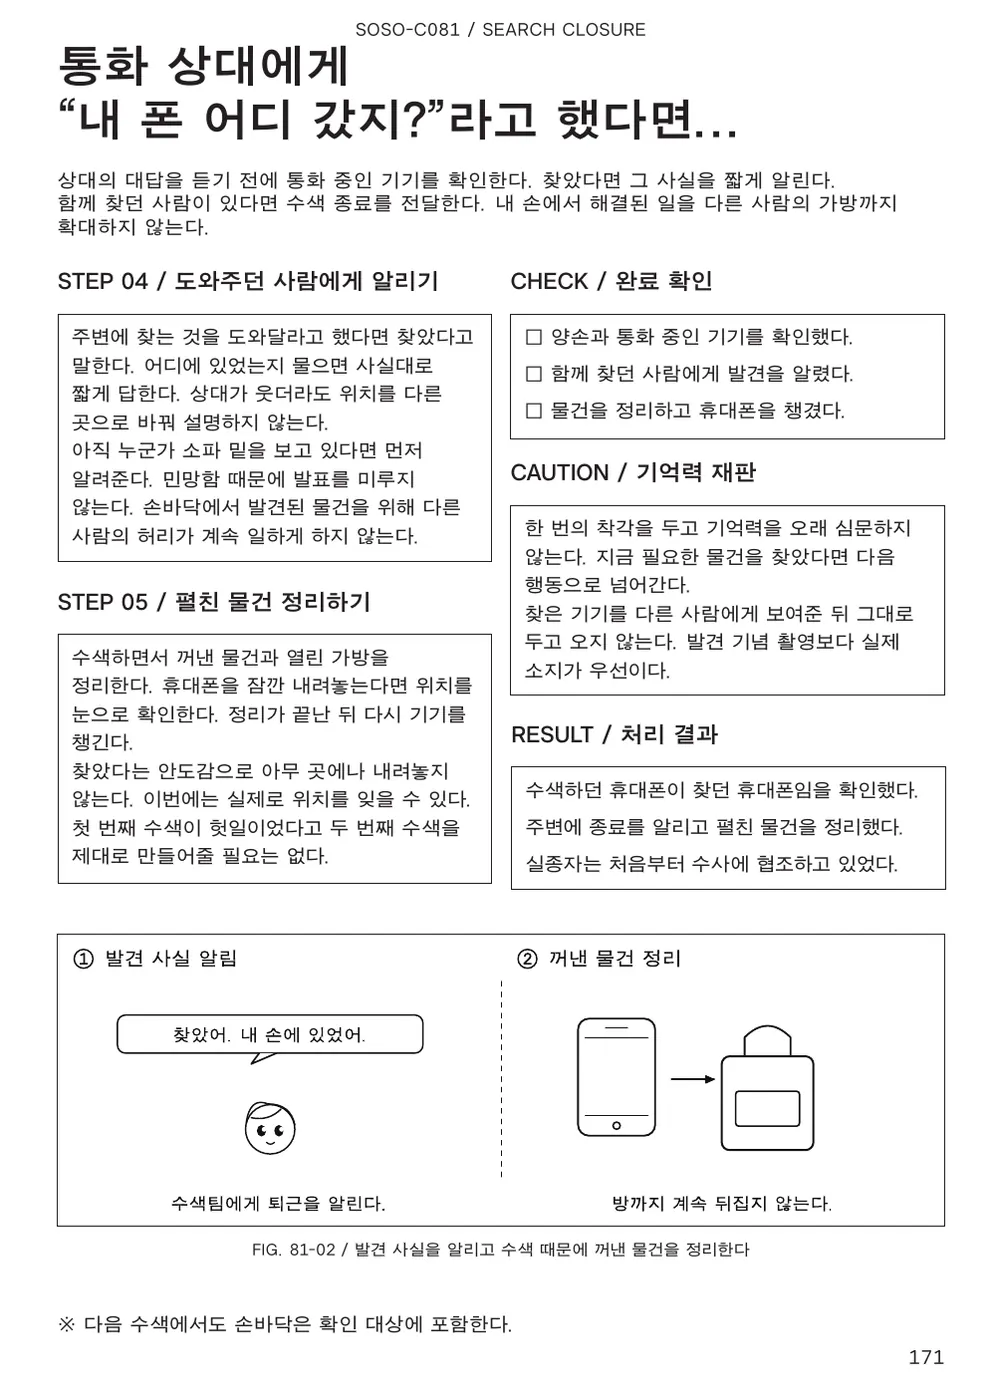 SOSO-C081 / SEARCH CLOSURE
통화 상대에게
“내 폰 어디 갔지?”라고 했다면...
상대의 대답을 듣기 전에 통화 중인 기기를 확인한다. 찾았다면 그 사실을 짧게 알린다.
함께 찾던 사람이 있다면 수색 종료를 전달한다. 내 손에서 해결된 일을 다른 사람의 가방까지
확대하지 않는다.
STEP 04 / 도와주던 사람에게 알리기
주변에 찾는 것을 도와달라고 했다면 찾았다고
말한다. 어디에 있었는지 물으면 사실대로
짧게 답한다. 상대가 웃더라도 위치를 다른
곳으로 바꿔 설명하지 않는다.
아직 누군가 소파 밑을 보고 있다면 먼저
알려준다. 민망함 때문에 발표를 미루지
않는다. 손바닥에서 발견된 물건을 위해 다른
사람의 허리가 계속 일하게 하지 않는다.
STEP 05 / 펼친 물건 정리하기
수색하면서 꺼낸 물건과 열린 가방을
정리한다. 휴대폰을 잠깐 내려놓는다면 위치를
눈으로 확인한다. 정리가 끝난 뒤 다시 기기를
챙긴다.
찾았다는 안도감으로 아무 곳에나 내려놓지
않는다. 이번에는 실제로 위치를 잊을 수 있다.
첫 번째 수색이 헛일이었다고 두 번째 수색을
제대로 만들어줄 필요는 없다.
CHECK / 완료 확인
□ 양손과 통화 중인 기기를 확인했다.
□ 함께 찾던 사람에게 발견을 알렸다.
□ 물건을 정리하고 휴대폰을 챙겼다.
CAUTION / 기억력 재판
한 번의 착각을 두고 기억력을 오래 심문하지
않는다. 지금 필요한 물건을 찾았다면 다음
행동으로 넘어간다.
찾은 기기를 다른 사람에게 보여준 뒤 그대로
두고 오지 않는다. 발견 기념 촬영보다 실제
소지가 우선이다.
RESULT / 처리 결과
수색하던 휴대폰이 찾던 휴대폰임을 확인했다.
주변에 종료를 알리고 펼친 물건을 정리했다.
실종자는 처음부터 수사에 협조하고 있었다.
① 발견 사실 알림
찾았어. 내 손에 있었어.
수색팀에게 퇴근을 알린다.
② 꺼낸 물건 정리
방까지 계속 뒤집지 않는다.
FIG. 81-02 / 발견 사실을 알리고 수색 때문에 꺼낸 물건을 정리한다
※ 다음 수색에서도 손바닥은 확인 대상에 포함한다.
171